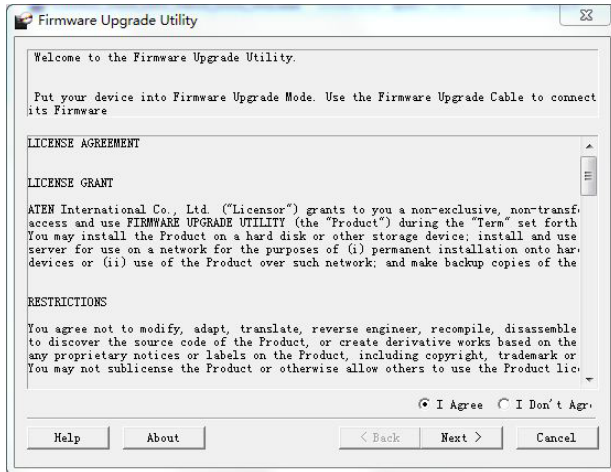 Firmware Upgrade Utility
Welcome to the Firmware Upgrade Utility.
Put your device into Firmware Upgrade Mode. Use the Firmware Upgrade Cable to connect
its Firmware
LICENSE AGREEMENT
LICENSE GRANT
ATEN International Co., Ltd. ("Licensor") grants to you a non-exclusive, non-transf
access and use FIRMWARE UPGRADE UTILITY (the "Product") during the "Term" set forth
You may install the Product on a hard disk or other storage device; install and use
server for use on a network for the purposes of (i) permanent installation onto har
devices or (ii) use of the Product over such network; and make backup copies of the
RESTRICTIONS
You agree not to modify, adapt, translate, reverse engineer, recompile, disassemble
to discover the source code of the Product, or create derivative works based on the
any proprietary notices or labels on the Product, including copyright, trademark or
You may not sublicense the Product or otherwise allow others to use the Product lic
I Agree I Don't Agr
Help About < Back Next > Cancel